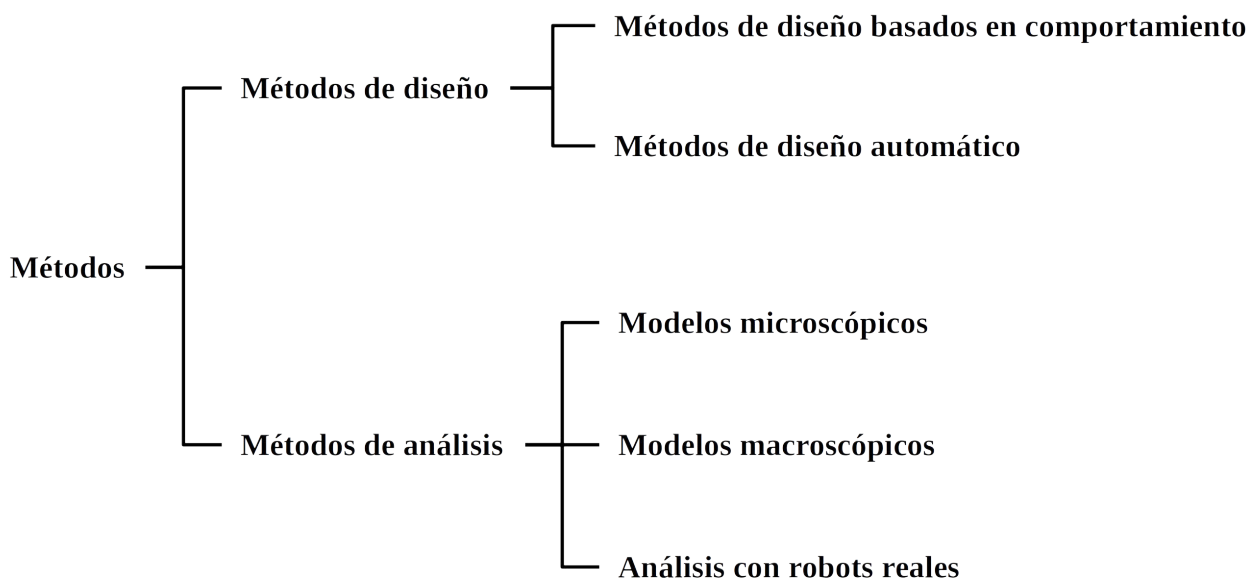 Métodos de diseño basados en comportamiento
Métodos de diseño
Métodos de diseño automático
Métodos
Modelos microscópicos
Métodos de análisis
Modelos macroscópicos
Análisis con robots reales